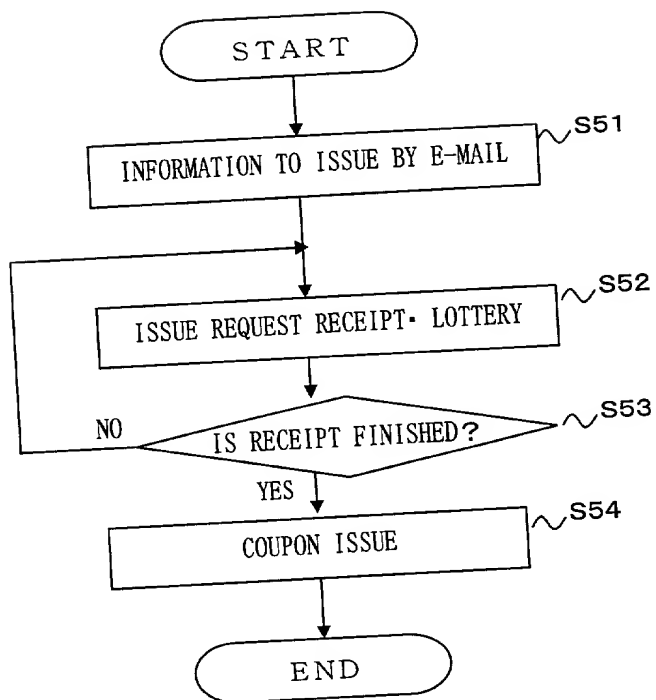 START
S51
INFORMATION TO ISSUE BY E-MAIL
S52
ISSUE REQUEST RECEIPT· LOTTERY
S53
IS RECEIPT FINISHED?
NO
YES
S54
COUPON ISSUE
END